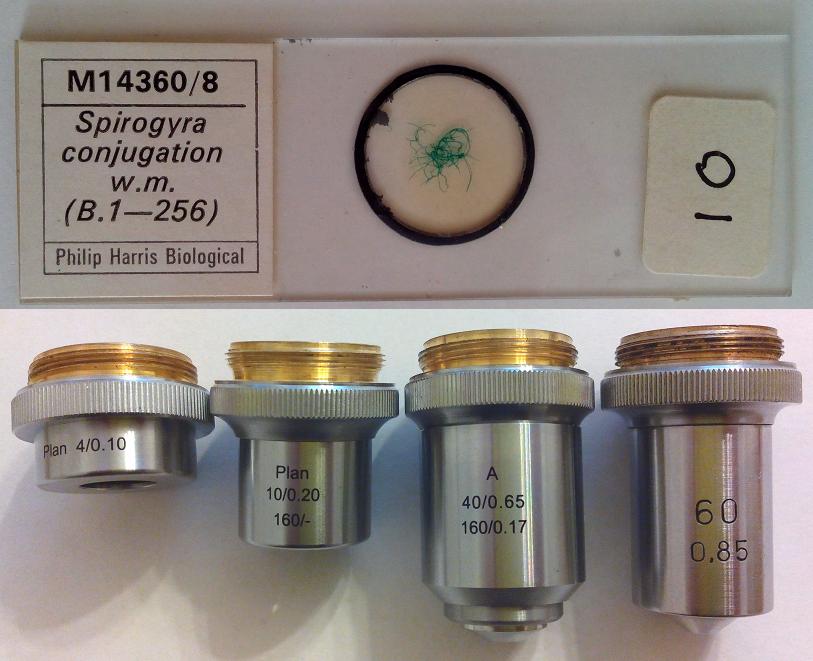 M14360/8
Spirogyra
conjugation
w.m.
(B.1—256)
Philip Harris Biological
10
Plan 4/0.10
Plan
10/0.20
160/-
A
40/0.65
160/0.17
60
0,85